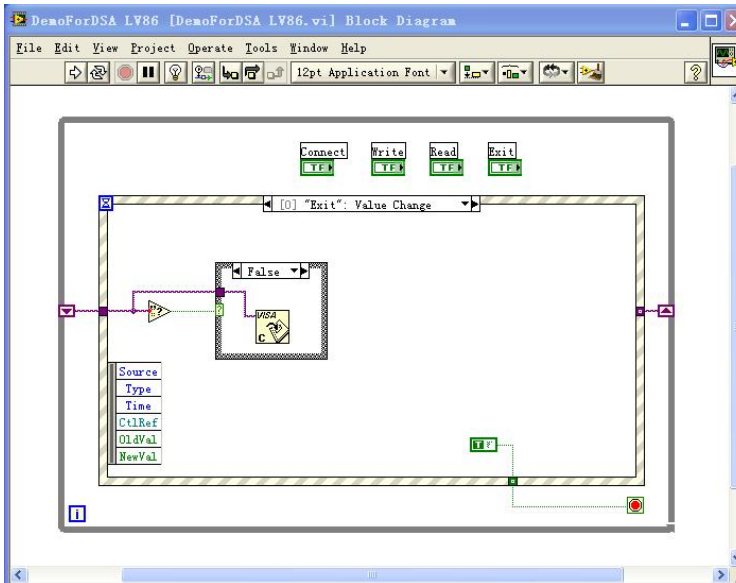 DemoForDSA LV86 [DemoForDSA LV86.vi] Block Diagram
File Edit View Project Operate Tools Window Help
12pt Application Font
?
Connect Write Read Exit
TF TF TF TF
[0] "Exit": Value Change
False
?
?
VISA
C
Source
Type
Time
CtlRef
OldVal
NewVal
T
i